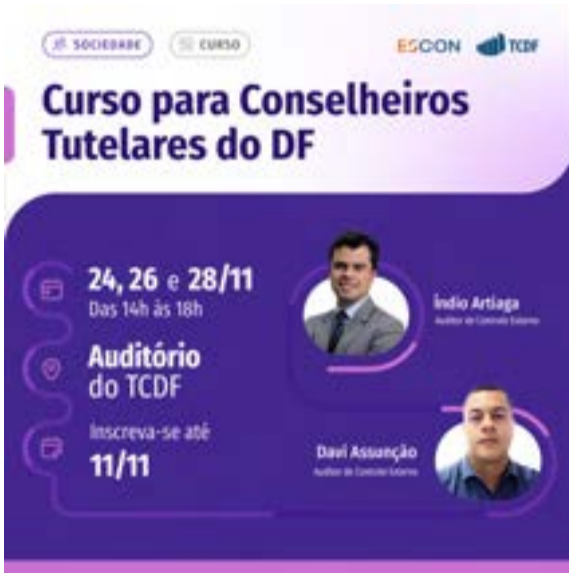 SOCIEDADE
CURSO
ESCON
TCDF
Curso para Conselheiros
Tutelares do DF
24, 26 e 28/11
Das 14h às 18h
Auditório
do TCDF
Inscreva-se até
11/11
Índio Artiaga
Auditor de Controle Externo
Davi Assunção
Auditor de Controle Externo